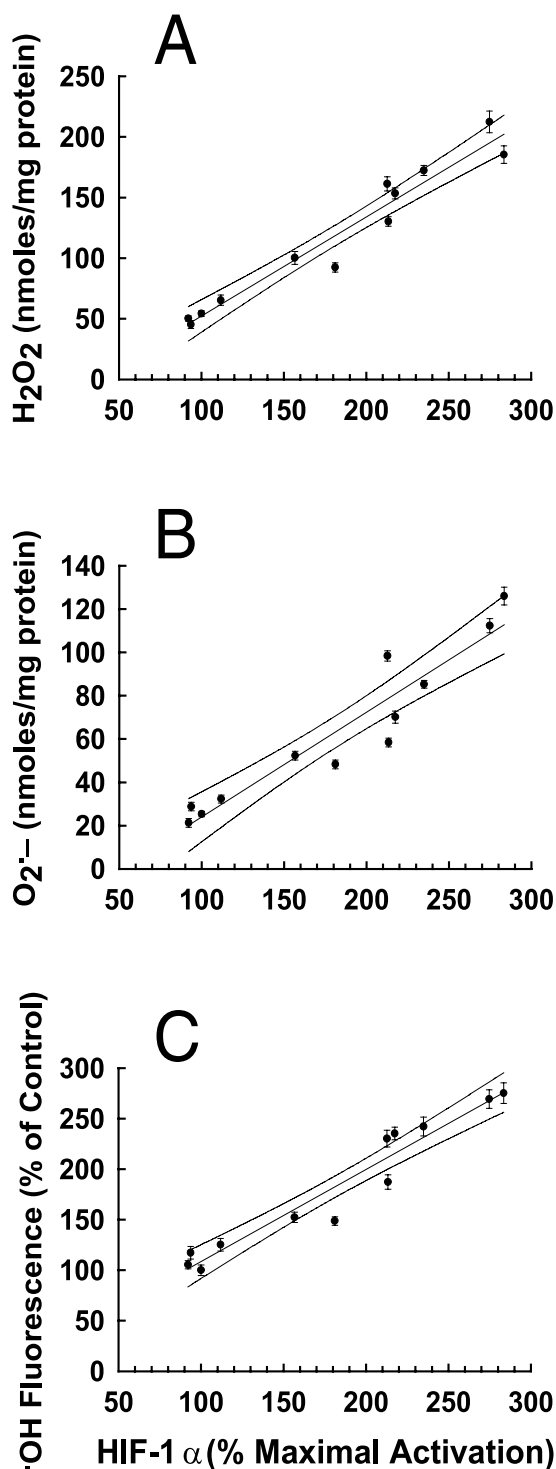 A
H2O2 (nmoles/mg protein)
250
200
150
100
50
0
50 100 150 200 250 300
B
O2·– (nmoles/mg protein)
140
120
100
80
60
40
20
0
50 100 150 200 250 300
C
·OH Fluorescence (% of Control)
300
250
200
150
100
50
0
50 100 150 200 250 300
HIF-1 α (% Maximal Activation)